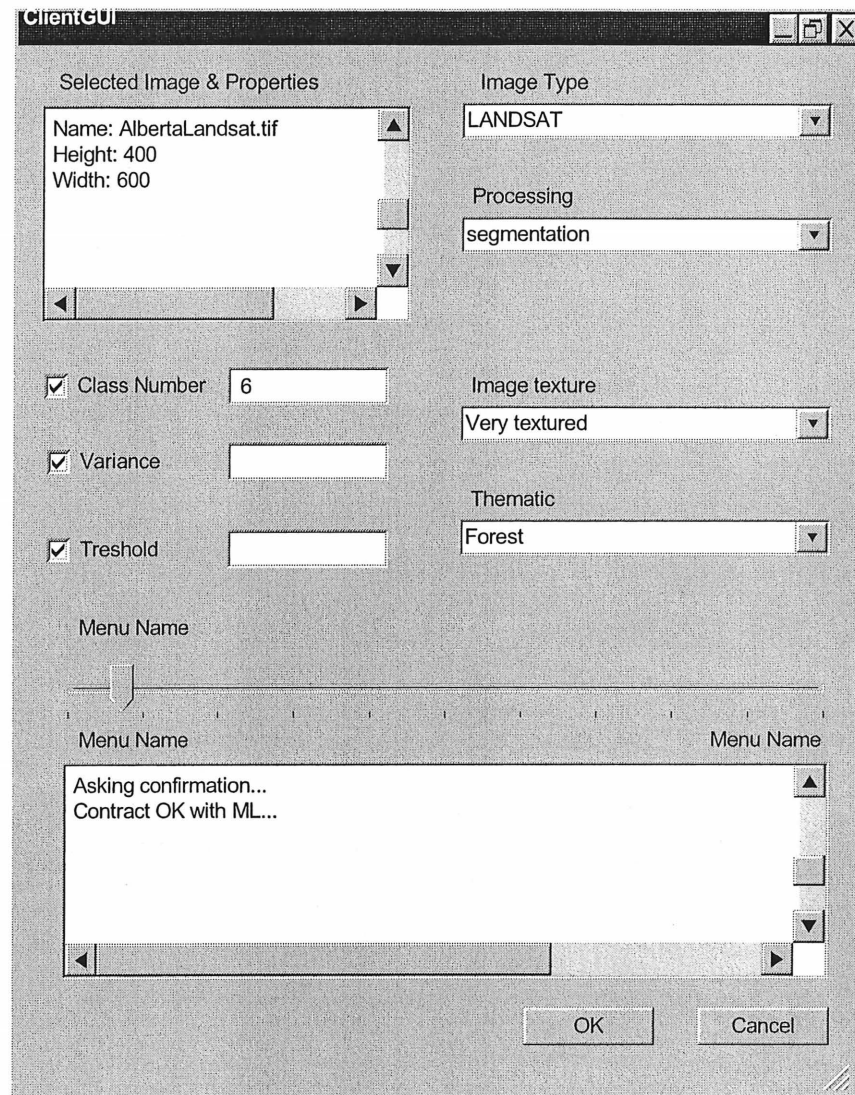 ClientGUI
Selected Image & Properties
Name: AlbertaLandsat.tif
Height: 400
Width: 600
Image Type
LANDSAT
Processing
segmentation
Class Number 6
Variance
Treshold
Image texture
Very textured
Thematic
Forest
Menu Name
Menu Name Menu Name
Asking confirmation...
Contract OK with ML...
OK Cancel